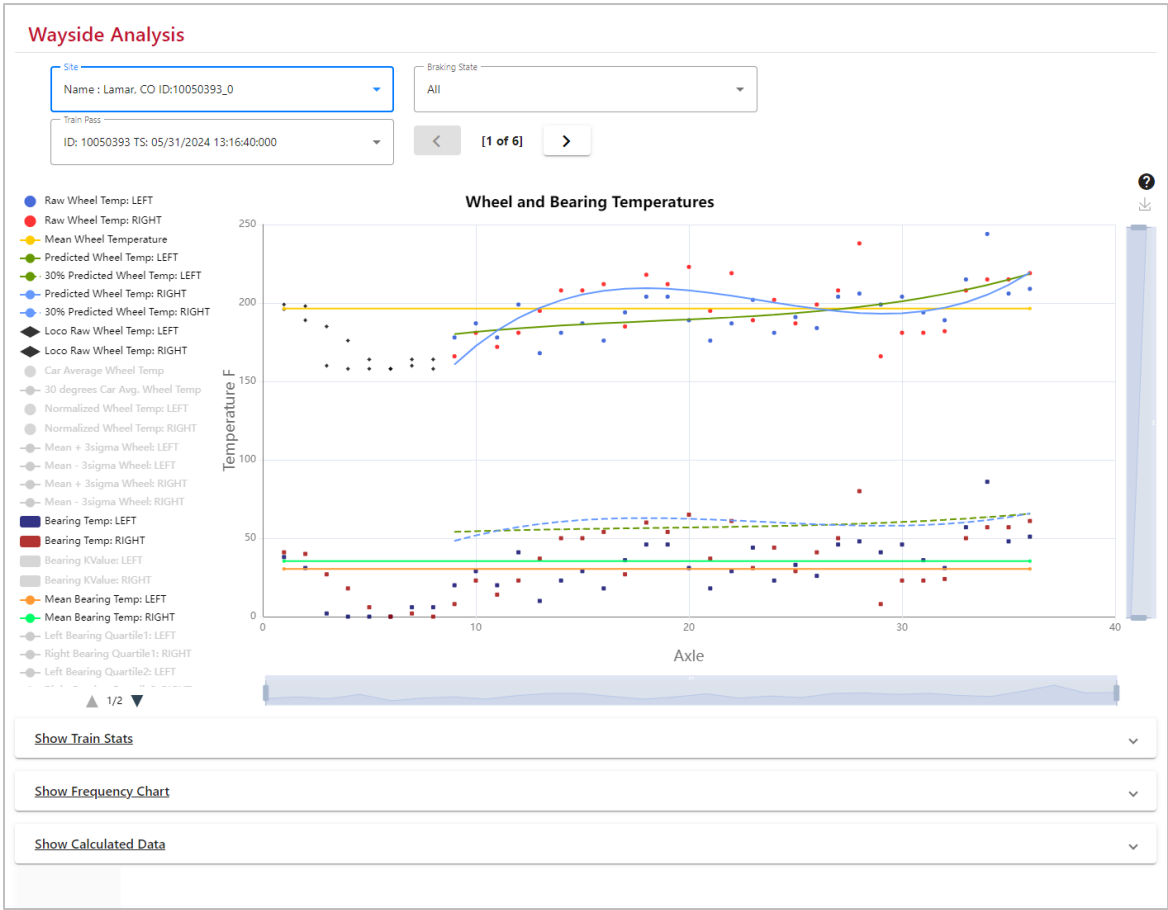 Wayside Analysis
Site
Name : Lamar, CO ID:10050393_0
Braking State
All
Train Pass
ID: 10050393 TS: 05/31/2024 13:16:40:000
[1 of 6]
?
Wheel and Bearing Temperatures
Raw Wheel Temp: LEFT
Raw Wheel Temp: RIGHT
Mean Wheel Temperature
Predicted Wheel Temp: LEFT
30% Predicted Wheel Temp: LEFT
Predicted Wheel Temp: RIGHT
30% Predicted Wheel Temp: RIGHT
Loco Raw Wheel Temp: LEFT
Loco Raw Wheel Temp: RIGHT
Car Average Wheel Temp
30 degrees Car Avg. Wheel Temp
Normalized Wheel Temp: LEFT
Normalized Wheel Temp: RIGHT
Mean + 3sigma Wheel: LEFT
Mean - 3sigma Wheel: LEFT
Mean + 3sigma Wheel: RIGHT
Mean - 3sigma Wheel: RIGHT
Bearing Temp: LEFT
Bearing Temp: RIGHT
Bearing KValue: LEFT
Bearing KValue: RIGHT
Mean Bearing Temp: LEFT
Mean Bearing Temp: RIGHT
Left Bearing Quartile1: LEFT
Right Bearing Quartile1: RIGHT
Left Bearing Quartile2: LEFT
1/2
Temperature F
250
200
150
100
50
0
0 10 20 30 40
Axle
Show Train Stats
Show Frequency Chart
Show Calculated Data